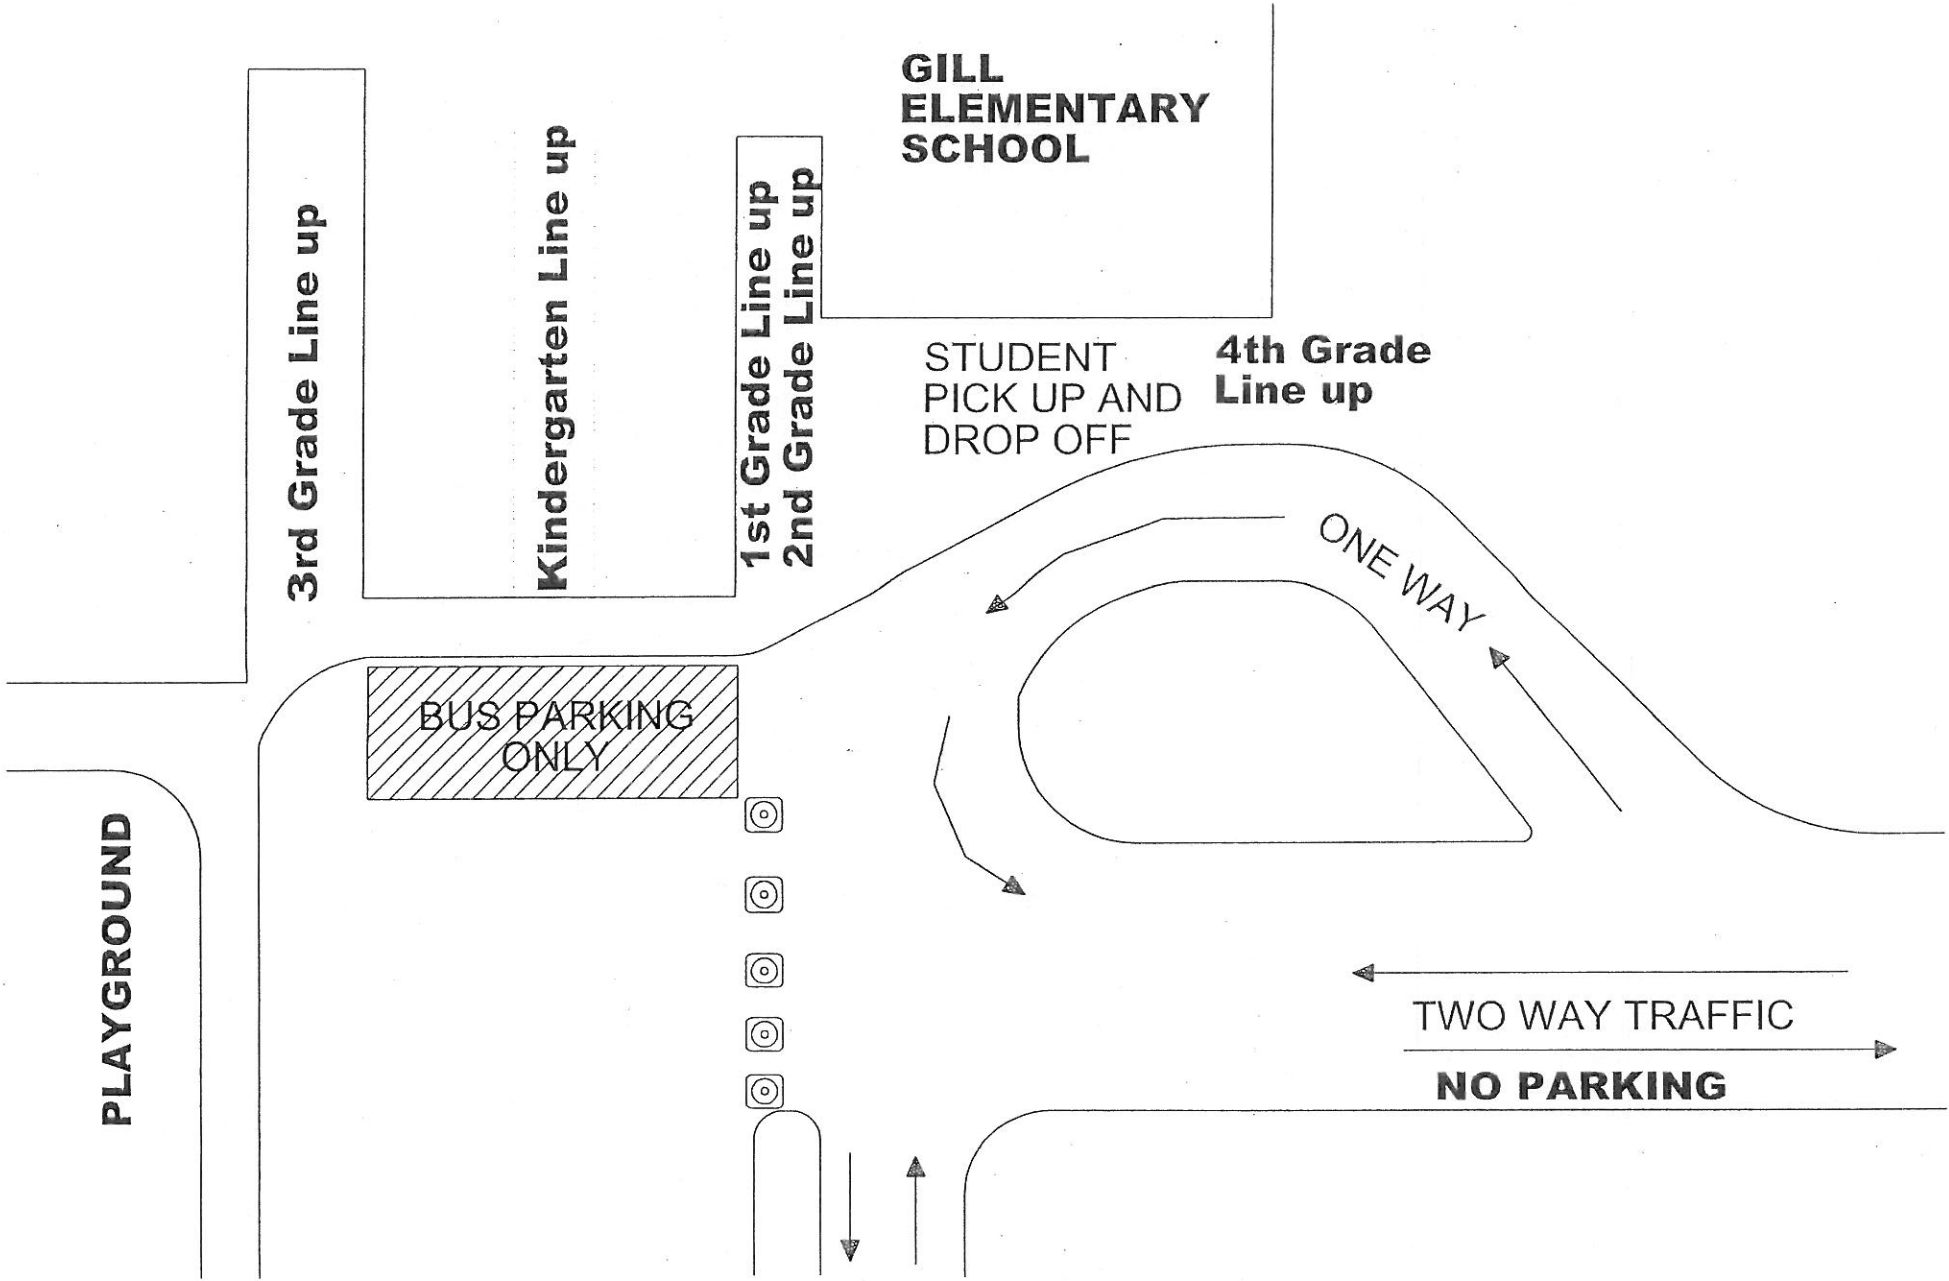 GILL
ELEMENTARY
SCHOOL
3rd Grade Line up
Kindergarten Line up
1st Grade Line up
2nd Grade Line up
STUDENT
PICK UP AND
DROP OFF
4th Grade
Line up
ONE WAY
BUS PARKING
ONLY
PLAYGROUND
TWO WAY TRAFFIC
NO PARKING